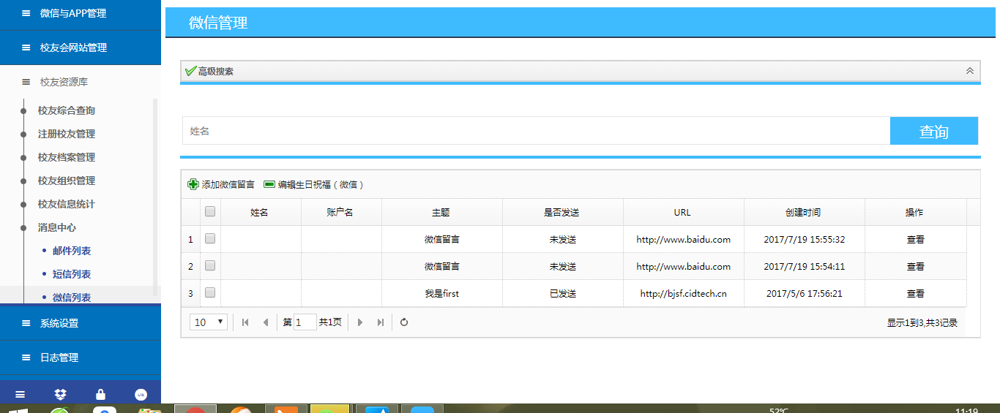 微信与APP管理
校友会网站管理
校友资源库
校友综合查询
注册校友管理
校友档案管理
校友组织管理
校友信息统计
消息中心
邮件列表
短信列表
微信列表
系统设置
日志管理
微信管理
高级搜索
姓名 查询
添加微信留言 编辑生日祝福（微信）
姓名 账户名 主题 是否发送 URL 创建时间 操作
1 微信留言 未发送 http://www.baidu.com 2017/7/19 15:55:32 查看
2 微信留言 未发送 http://www.baidu.com 2017/7/19 15:54:11 查看
3 我是first 已发送 http://bjsf.cidtech.cn 2017/5/6 17:56:21 查看
10 第 1 共1页 显示1到3,共3记录
52℃ 11:19